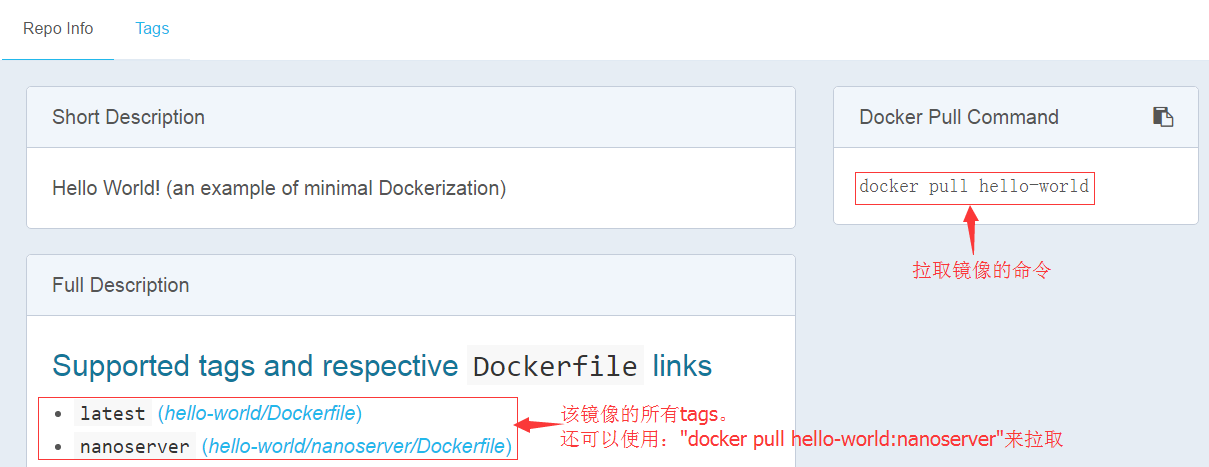 Repo Info
Tags
Short Description
Hello World! (an example of minimal Dockerization)
Docker Pull Command
docker pull hello-world
拉取镜像的命令
Full Description
Supported tags and respective Dockerfile links
latest (hello-world/Dockerfile)
nanoserver (hello-world/nanoserver/Dockerfile)
该镜像的所有tags。
还可以使用："docker pull hello-world:nanoserver"来拉取